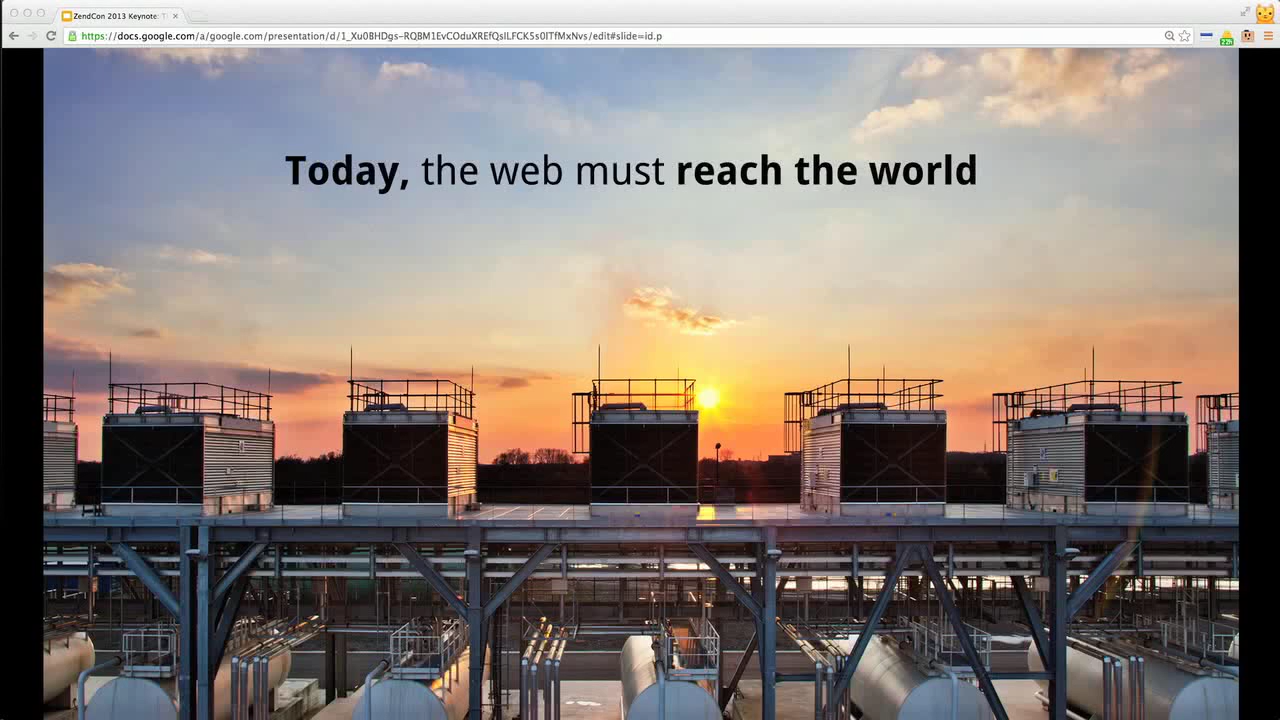 ZendCon 2013 Keynote: T
https://docs.google.com/a/google.com/presentation/d/1_Xu0BHDgs-RQBM1EvCOduXREfQsILFCK5s0ITfMxNvs/edit#slide=id.p
Today, the web must reach the world